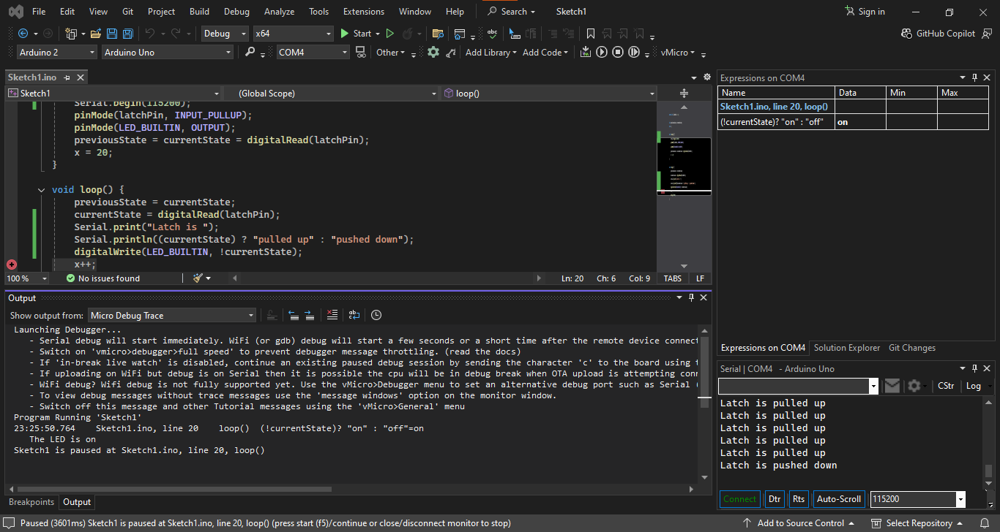 File Edit View Git Project Build Debug Analyze Tools Extensions Window Help Search Sketch1 Sign in
Debug x64 Start GitHub Copilot
Arduino 2 Arduino Uno COM4 Other Add Library Add Code vMicro
Sketch1.ino
Sketch1 (Global Scope) loop()
Serial.begin(115200);
pinMode(latchPin, INPUT_PULLUP);
pinMode(LED_BUILTIN, OUTPUT);
previousState = currentState = digitalRead(latchPin);
x = 20;
}
void loop() {
previousState = currentState;
currentState = digitalRead(latchPin);
Serial.print("Latch is ");
Serial.println((currentState) ? "pulled up" : "pushed down");
digitalWrite(LED_BUILTIN, !currentState);
x++;
100 % No issues found Ln: 20 Ch: 6 Col: 9 TABS LF
Output
Show output from: Micro Debug Trace
Launching Debugger...
- Serial debug will start immediately. WiFi (or gdb) debug will start a few seconds or a short time after the remote device connect
- Switch on 'vmicro>debugger>full speed' to prevent debugger message throttling. (read the docs)
- If 'in-break live watch' is disabled, continue an existing paused debug session by sending the character 'c' to the board using
- If uploading on WiFi but debug is on Serial then it is possible the cpu will be in debug break when OTA upload is attempting conn
- WiFi debug? Wifi debug is not fully supported yet. Use the vMicro>Debugger menu to set an alternative debug port such as Serial (
- To view debug messages without trace messages use the 'message windows' option on the monitor window.
- Switch off this message and other Tutorial messages using the 'vMicro>General' menu
Program Running 'Sketch1'
23:25:50.764 Sketch1.ino, line 20 loop() (!currentState)? "on" : "off"=on
The LED is on
Sketch1 is paused at Sketch1.ino, line 20, loop()
Breakpoints Output
Expressions on COM4
Name Data Min Max
Sketch1.ino, line 20, loop()
(!currentState)? "on" : "off" on
Expressions on COM4 Solution Explorer Git Changes
Serial | COM4 - Arduino Uno
CStr Log
Latch is pulled up
Latch is pulled up
Latch is pulled up
Latch is pulled up
Latch is pulled up
Latch is pushed down
Connect Dtr Rts Auto-Scroll 115200
Paused (3601ms) Sketch1 is paused at Sketch1.ino, line 20, loop() (press start (f5)/continue or close/disconnect monitor to stop) Add to Source Control Select Repository